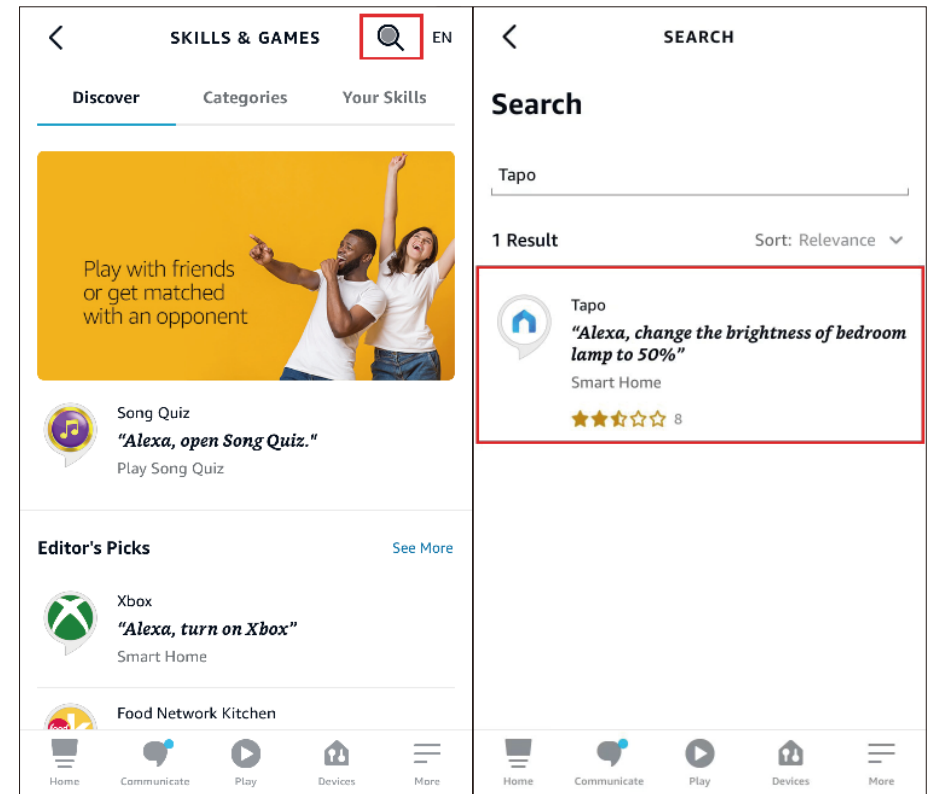 SKILLS & GAMES
EN
Discover
Categories
Your Skills
Play with friends
or get matched
with an opponent
Song Quiz
“Alexa, open Song Quiz."
Play Song Quiz
Editor's Picks
See More
Xbox
“Alexa, turn on Xbox”
Smart Home
food
Food Network Kitchen
Home
Communicate
Play
Devices
More
SEARCH
Search
Tapo
1 Result
Sort: Relevance
Tapo
“Alexa, change the brightness of bedroom
lamp to 50%”
Smart Home
8
Home
Communicate
Play
Devices
More